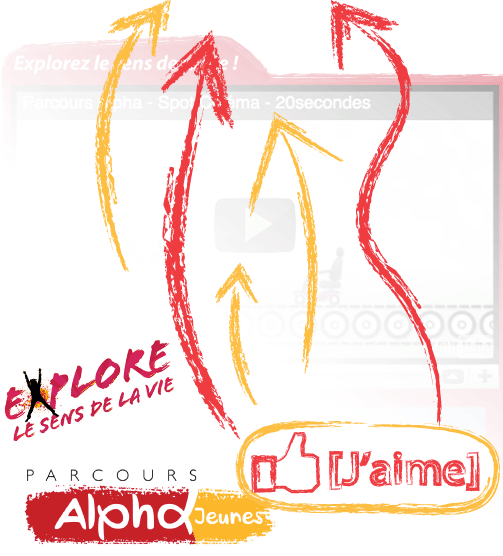 Explorez le sens de la vie !
Parcours Alpha - Spot Cinéma - 20secondes
EXPLORE
LE SENS DE LA VIE
[J'aime]
PARCOURS
Alpha Jeunes